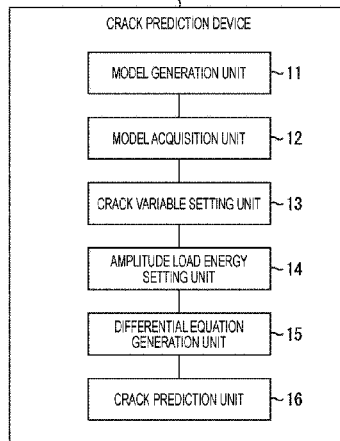 CRACK PREDICTION DEVICE
MODEL GENERATION UNIT 11
MODEL ACQUISITION UNIT 12
CRACK VARIABLE SETTING UNIT 13
AMPLITUDE LOAD ENERGY
SETTING UNIT 14
DIFFERENTIAL EQUATION
GENERATION UNIT 15
CRACK PREDICTION UNIT 16